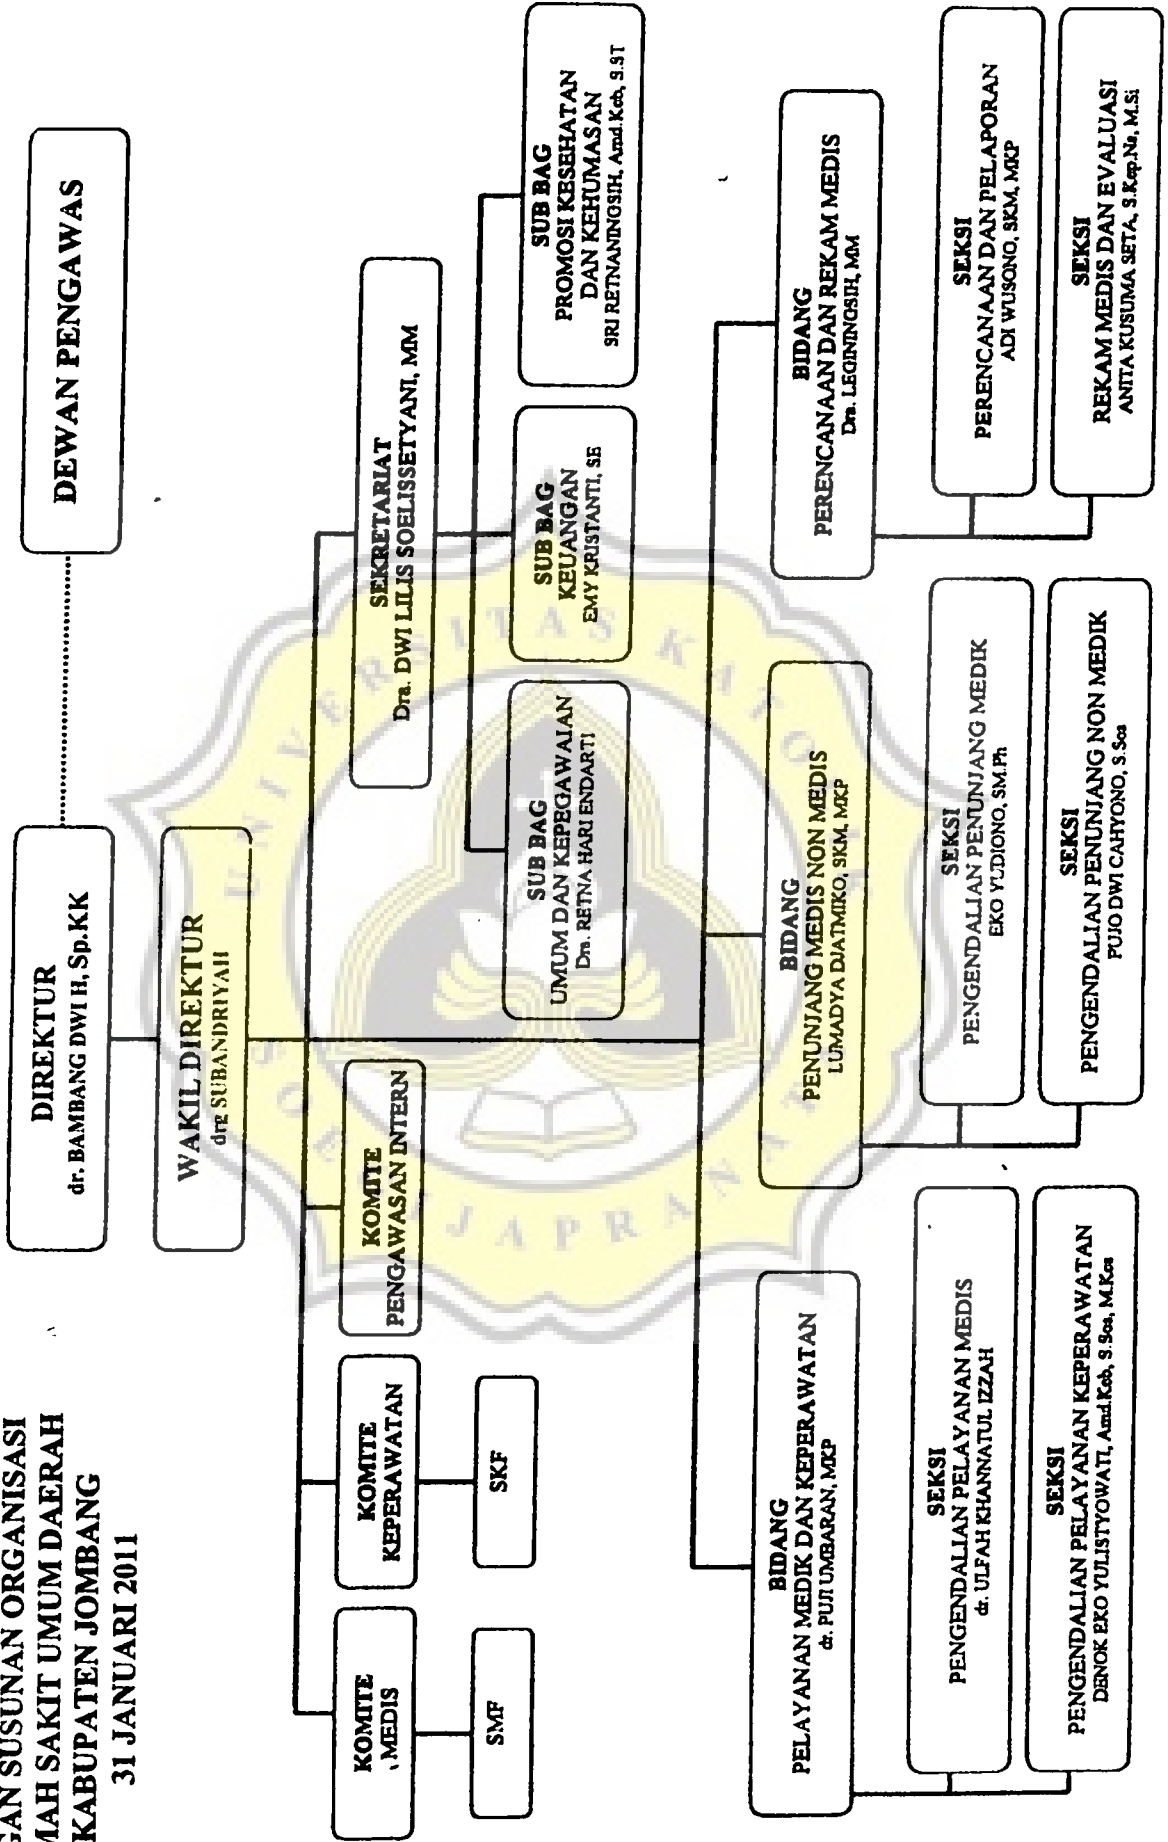 SUSUNAN ORGANISASI
SAKIT UMUM DAERAH
KABUPATEN JOMBANG
31 JANUARI 2011
DIREKTUR
dr. BAMBANG DWI H, Sp.KK
DEWAN PENGAWAS
WAKIL DIREKTUR
drg SUBANDRIYAH
KOMITE
MEDIS
KOMITE
KEPERAWATAN
KOMITE
PENGAWASAN INTERN
SEKRETARIAT
Dra. DWI LILIS SOELISSETYANI, MM
SMF
SKF
SUB BAG
UMUM DAN KEPEGAWAIAN
Dra. RETNA HARI ENDARTI
SUB BAG
KEUANGAN
EMY KRISTANTI, SE
SUB BAG
PROMOSI KESEHATAN
DAN KEHUMASAN
SRI RETNANINGSIH, Amd.Keb, S.ST
BIDANG
PELAYANAN MEDIK DAN KEPERAWATAN
dr. PUJI UMBARAN, MKP
BIDANG
PENUNJANG MEDIS NON MEDIS
LUMADYA DJATMIKO, SKM, MKP
BIDANG
PERENCANAAN DAN REKAM MEDIS
Dra. LEGININGSIH, MM
SEKSI
PENGENDALIAN PELAYANAN MEDIS
dr. ULFAH KHANNATUL IZZAH
SEKSI
PENGENDALIAN PENUNJANG MEDIK
EKO YUDIONO, SM.Ph
SEKSI
PERENCANAAN DAN PELAPORAN
ADI WUSONO, SKM, MKP
SEKSI
PENGENDALIAN PELAYANAN KEPERAWATAN
DENOK EKO YULISTYOWATI, Amd.Keb, S.Sos, M.Kes
SEKSI
PENGENDALIAN PENUNJANG NON MEDIK
PUJO DWI CAHYONO, S.Sos
SEKSI
REKAM MEDIS DAN EVALUASI
ANITA KUSUMA SETA, S.Kep.Ns, M.Si
UNIVERSITAS KATOLIK
SOEGIJAPRANATA